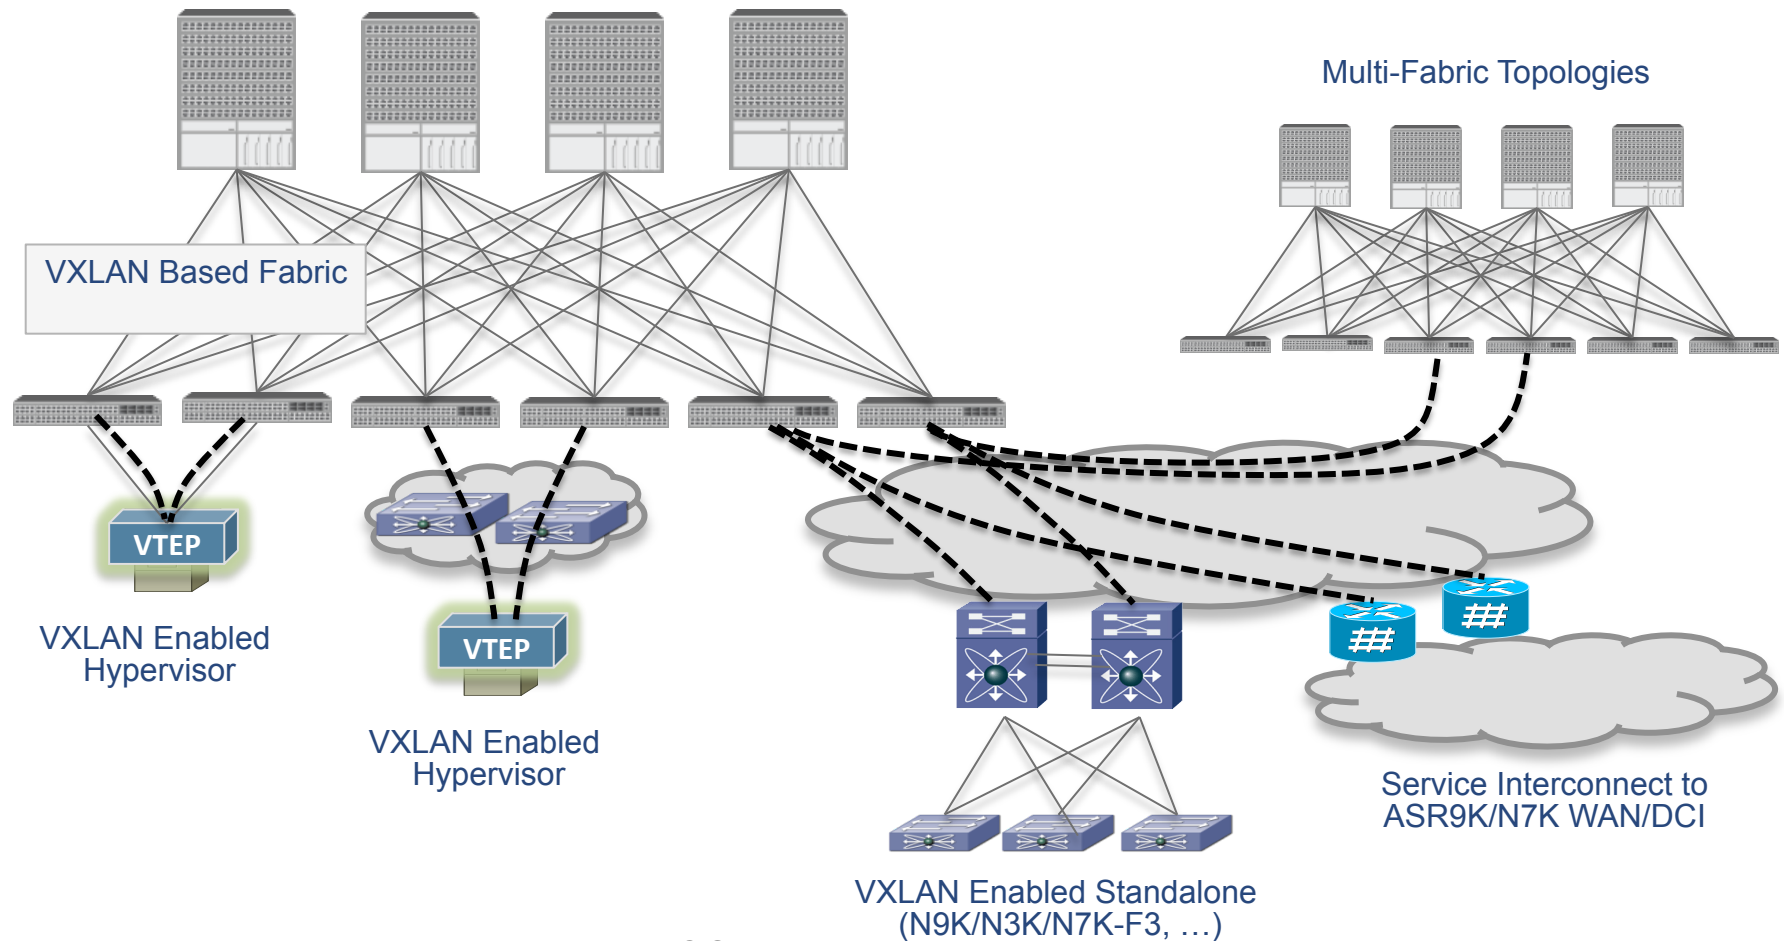 Multi-Fabric Topologies
VXLAN Based Fabric
VTEP
VXLAN Enabled
Hypervisor
VTEP
VXLAN Enabled
Hypervisor
Service Interconnect to
ASR9K/N7K WAN/DCI
VXLAN Enabled Standalone
(N9K/N3K/N7K-F3, …)